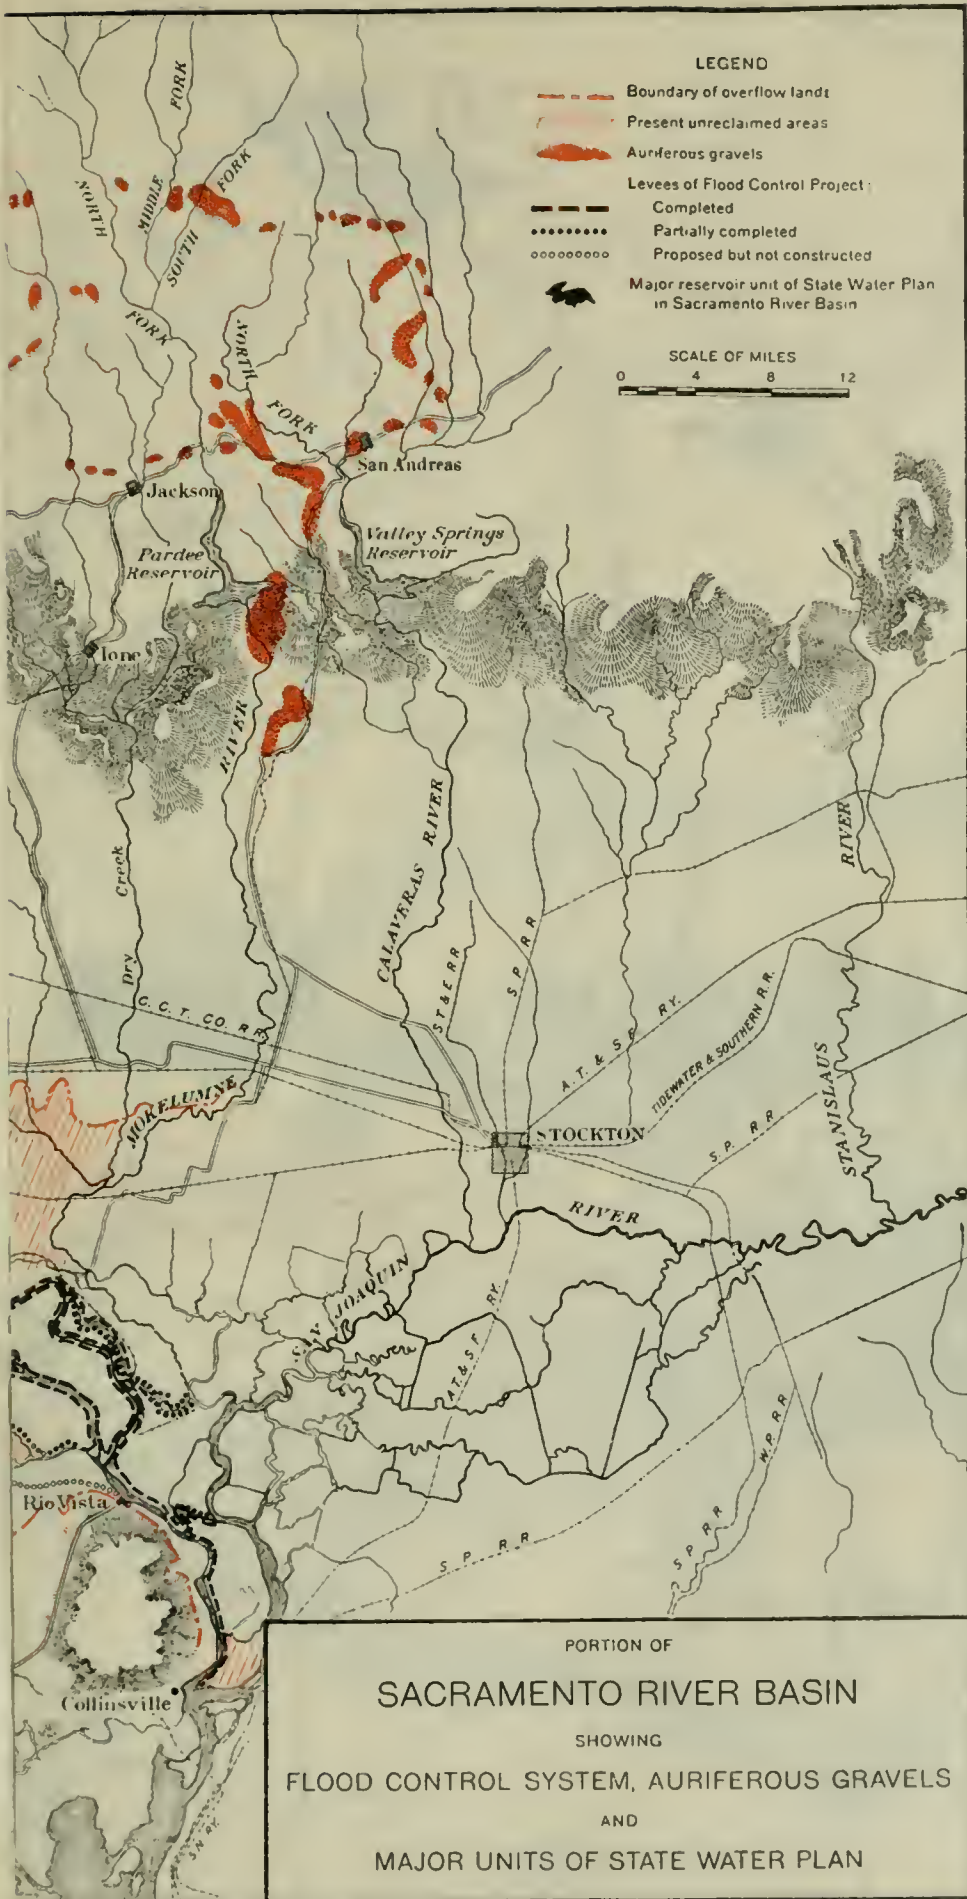 LEGEND
Boundary of overflow lands
Present unreclaimed areas
Auriferous gravels
Levees of Flood Control Project:
Completed
Partially completed
Proposed but not constructed
Major reservoir unit of State Water Plan
in Sacramento River Basin
SCALE OF MILES
0 4 8 12
FORK
MIDDLE
NORTH
SOUTH
FORK
FORK
NORTH
FORK
San Andreas
Jackson
Valley Springs
Reservoir
Pardee
Reservoir
Ione
RIVER
CALAVERAS RIVER
RIVER
Dry Creek
C. C. T. CO. R R.
ST & E RR
S P R R
A. T. & S F RY.
TIDEWATER & SOUTHERN R.R.
STANISLAUS
MOKELUMNE
STOCKTON
S. P. R R
RIVER
SAN JOAQUIN
A T. & S F RY.
W. P. R R
Rio Vista
S P R R
S P R R
Collinsville
S N RY.
PORTION OF
SACRAMENTO RIVER BASIN
SHOWING
FLOOD CONTROL SYSTEM, AURIFEROUS GRAVELS
AND
MAJOR UNITS OF STATE WATER PLAN